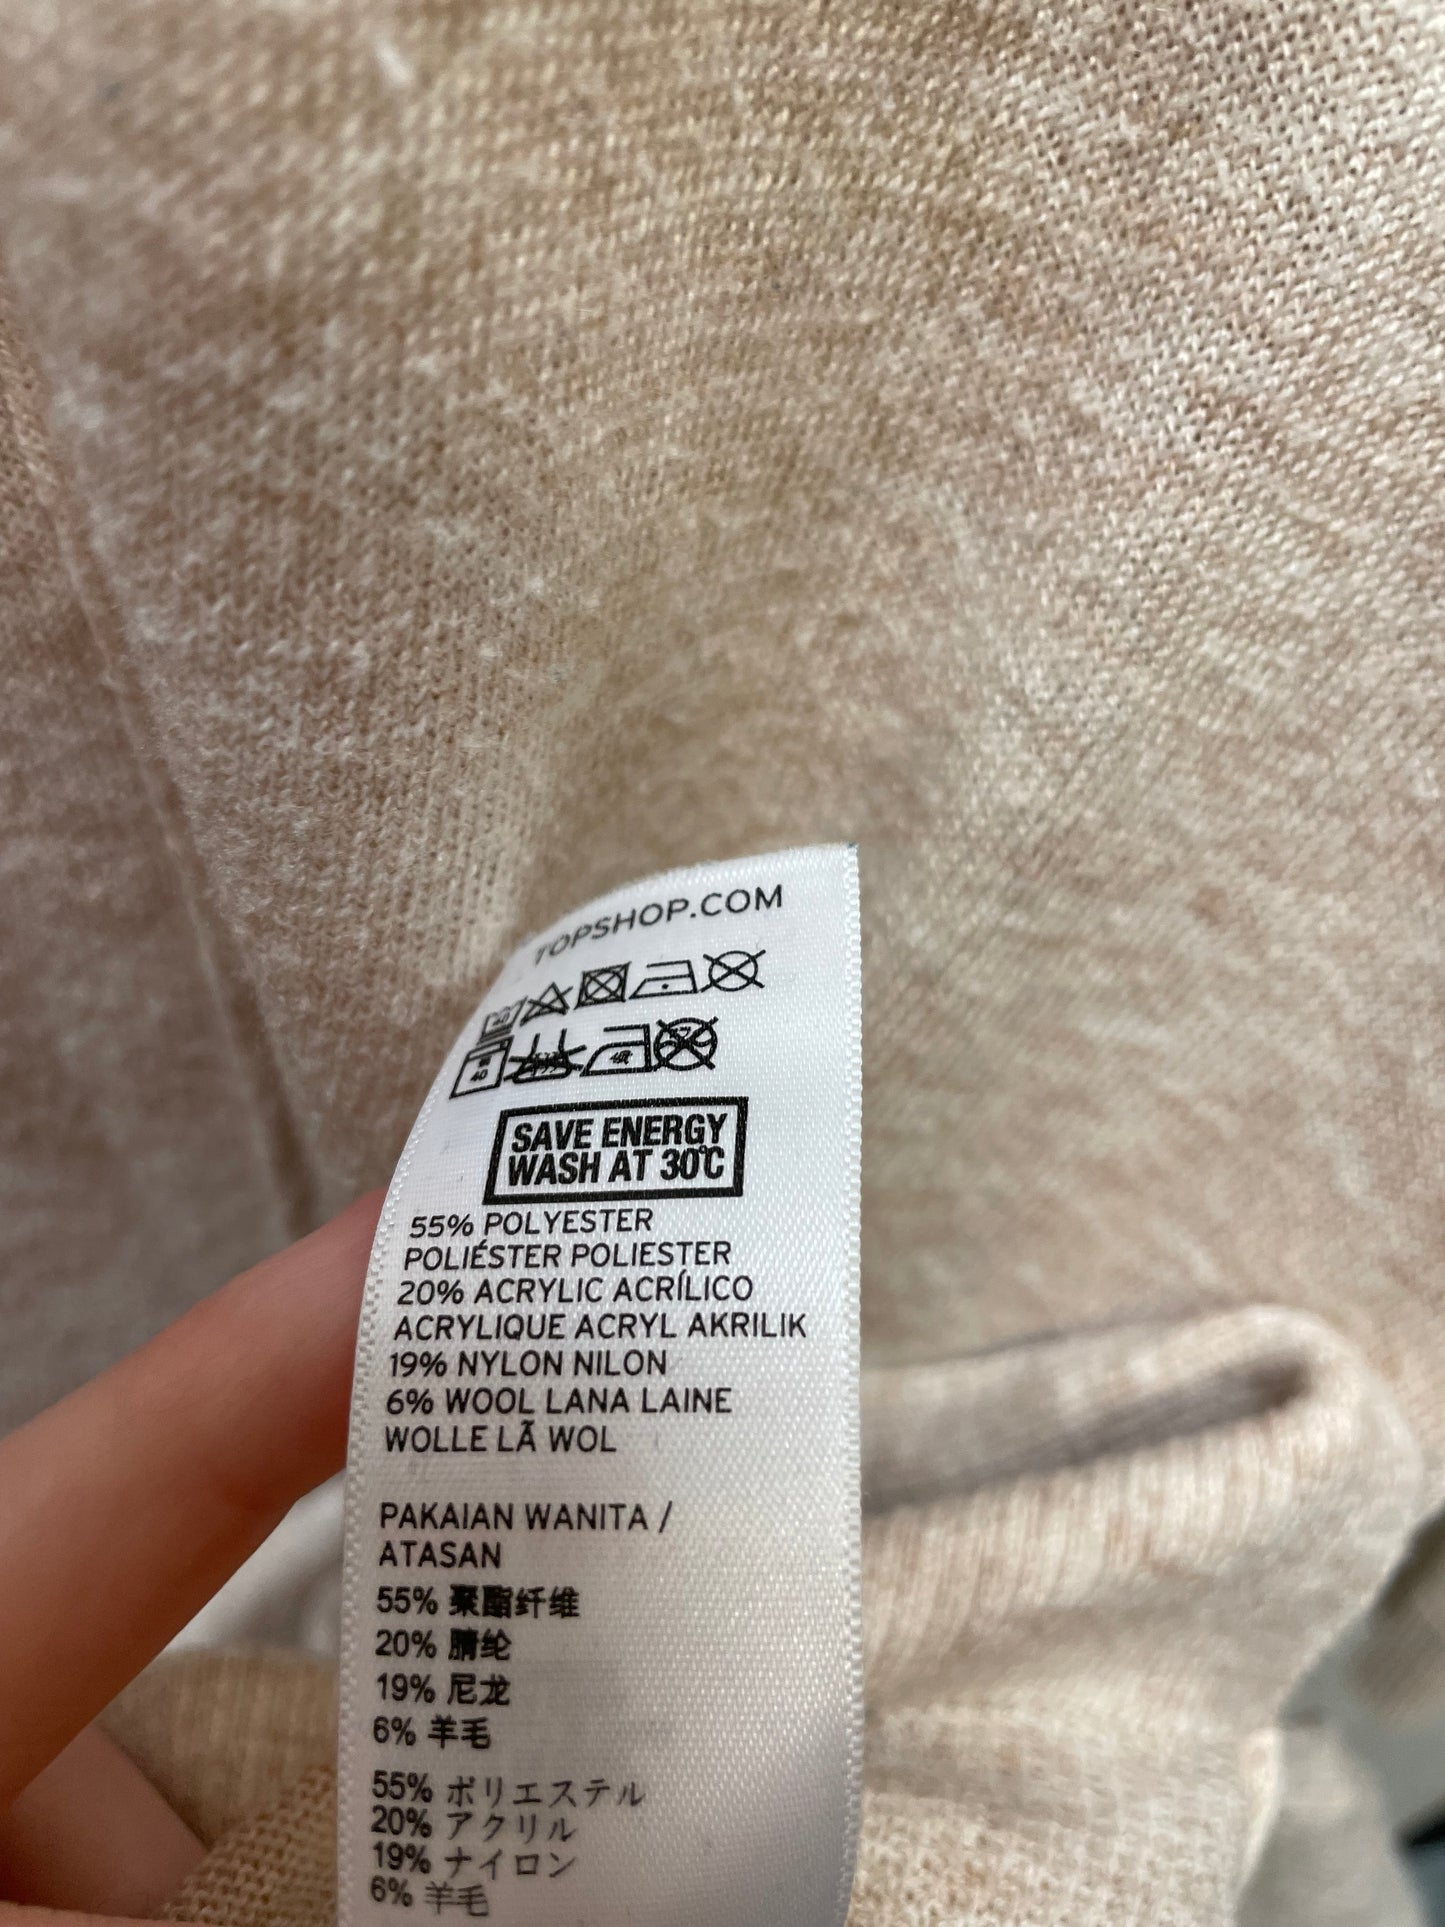 TOPSHOP.COM
40
40
SAVE ENERGY
WASH AT 30°C
55% POLYESTER
POLIÉSTER POLIESTER
20% ACRYLIC ACRÍLICO
ACRYLIQUE ACRYL AKRILIK
19% NYLON NILON
6% WOOL LANA LAINE
WOLLE LÃ WOL
PAKAIAN WANITA /
ATASAN
55% 聚酯纤维
20% 腈纶
19% 尼龙
6% 羊毛
55% ポリエステル
20% アクリル
19% ナイロン
6% 羊毛